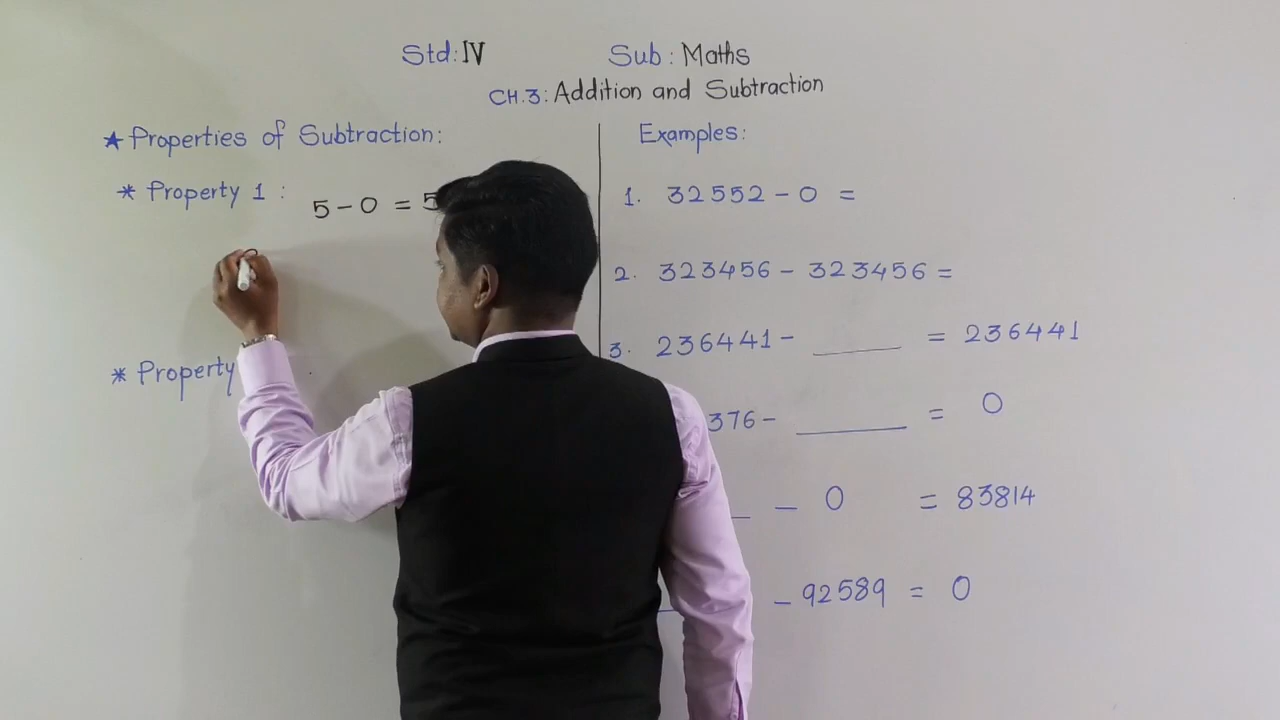 Std: IV Sub: Maths
CH.3: Addition and Subtraction
★ Properties of Subtraction:
* Property 1 : 5 - 0 = 5
* Property
Examples:
1. 32552 - 0 =
2. 323456 - 323456 =
3. 236441 - ______ = 236441
376 - ______ = 0
_ - 0 = 83814
_ - 92589 = 0